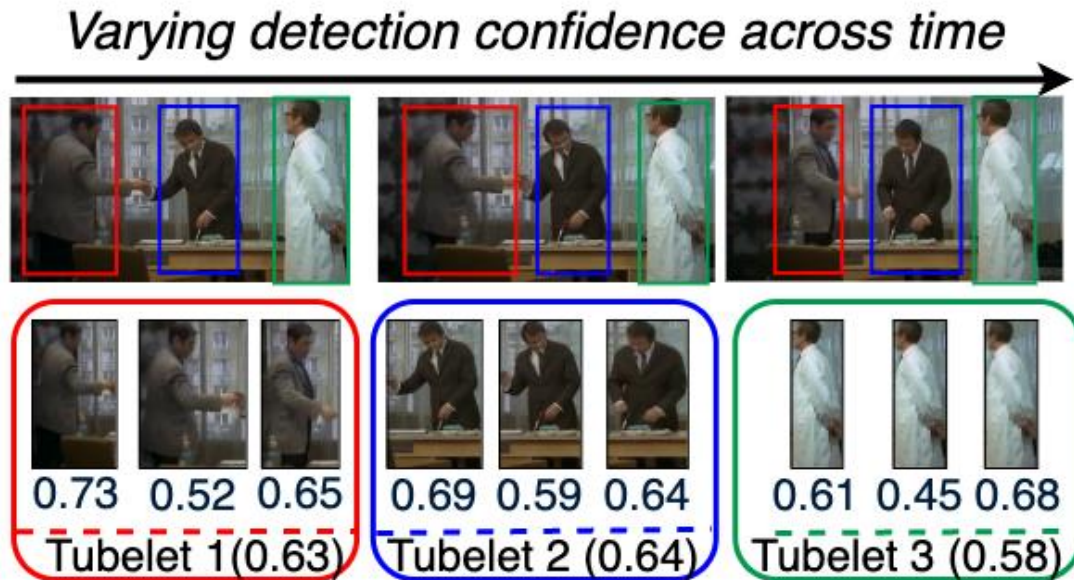 Varying detection confidence across time
0.73 0.52 0.65 0.69 0.59 0.64 0.61 0.45 0.68
Tubelet 1(0.63) Tubelet 2 (0.64) Tubelet 3 (0.58)